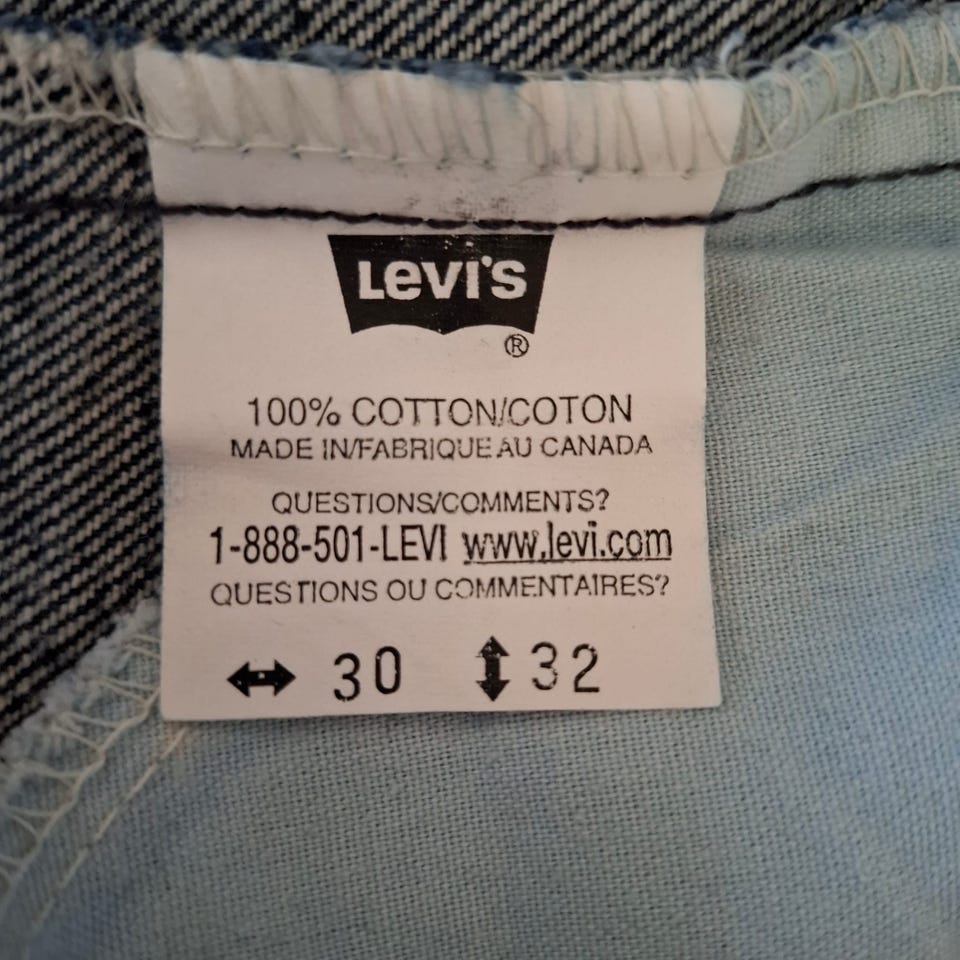 Levi's
®
100% COTTON/COTON
MADE IN/FABRIQUE AU CANADA
QUESTIONS/COMMENTS?
1-888-501-LEVI www.levi.com
QUESTIONS OU COMMENTAIRES?
↔ 30 ↕ 32